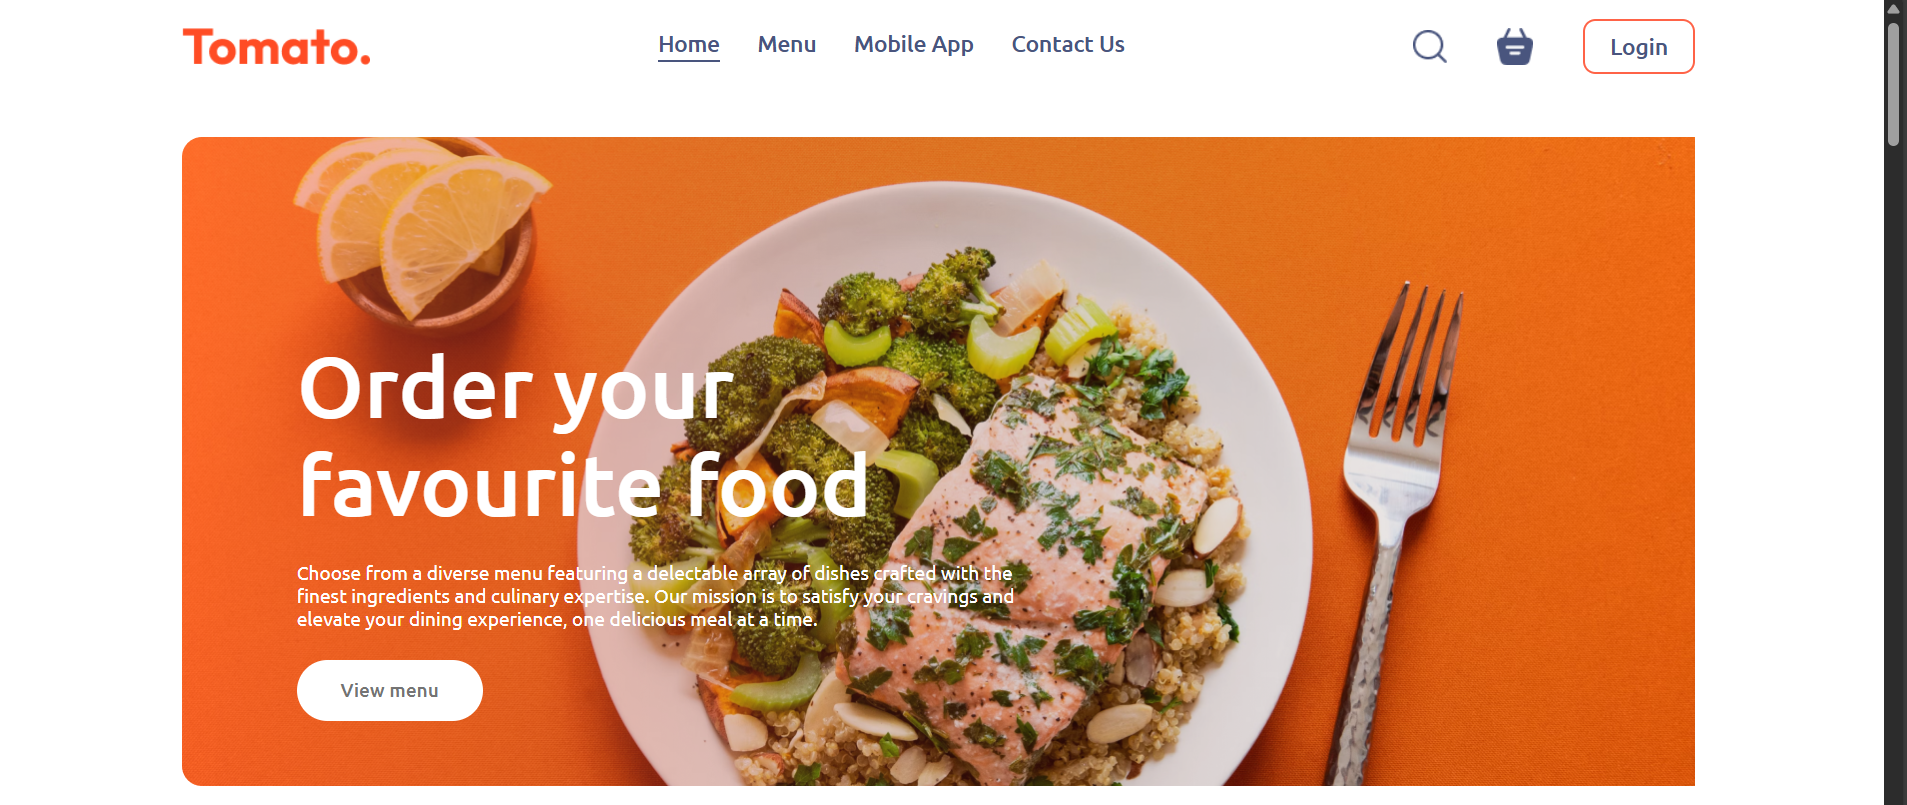 Tomato.
Home Menu Mobile App Contact Us
Login
Order your
favourite food
Choose from a diverse menu featuring a delectable array of dishes crafted with the
finest ingredients and culinary expertise. Our mission is to satisfy your cravings and
elevate your dining experience, one delicious meal at a time.
View menu